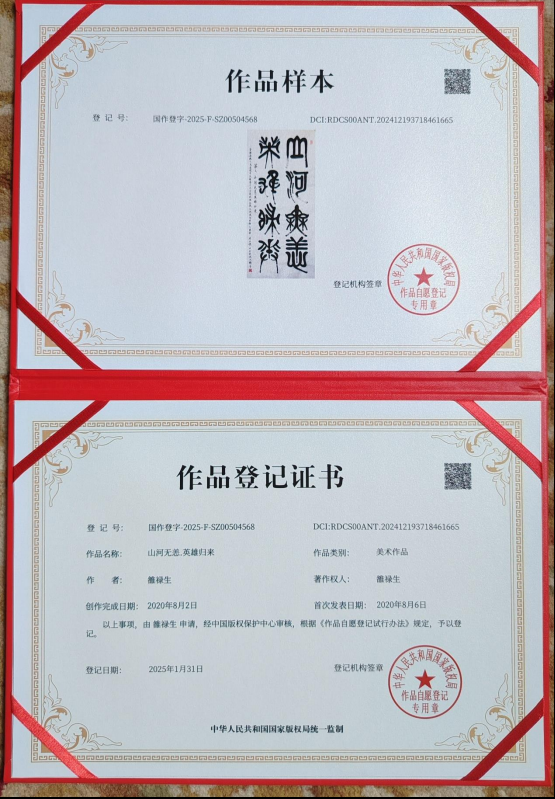 作品样本
登 记 号： 国作登字-2025-F-SZ00504568 DCI:RDCS00ANT.202412193718461665
山河無恙
英雄歸來
登记机构签章
中华人民共和国国家版权局
作品自愿登记
专用章
作品登记证书
登 记 号： 国作登字-2025-F-SZ00504568 DCI:RDCS00ANT.202412193718461665
作品名称： 山河无恙.英雄归来 作品类别： 美术作品
作 者： 雒禄生 著作权人： 雒禄生
创作完成日期： 2020年8月2日 首次发表日期： 2020年8月6日
以上事项，由 雒禄生 申请，经中国版权保护中心审核，根据《作品自愿登记试行办法》规定，予以登
记。
登记日期： 2025年1月31日 登记机构签章
中华人民共和国国家版权局
作品自愿登记
专用章
中华人民共和国国家版权局统一监制